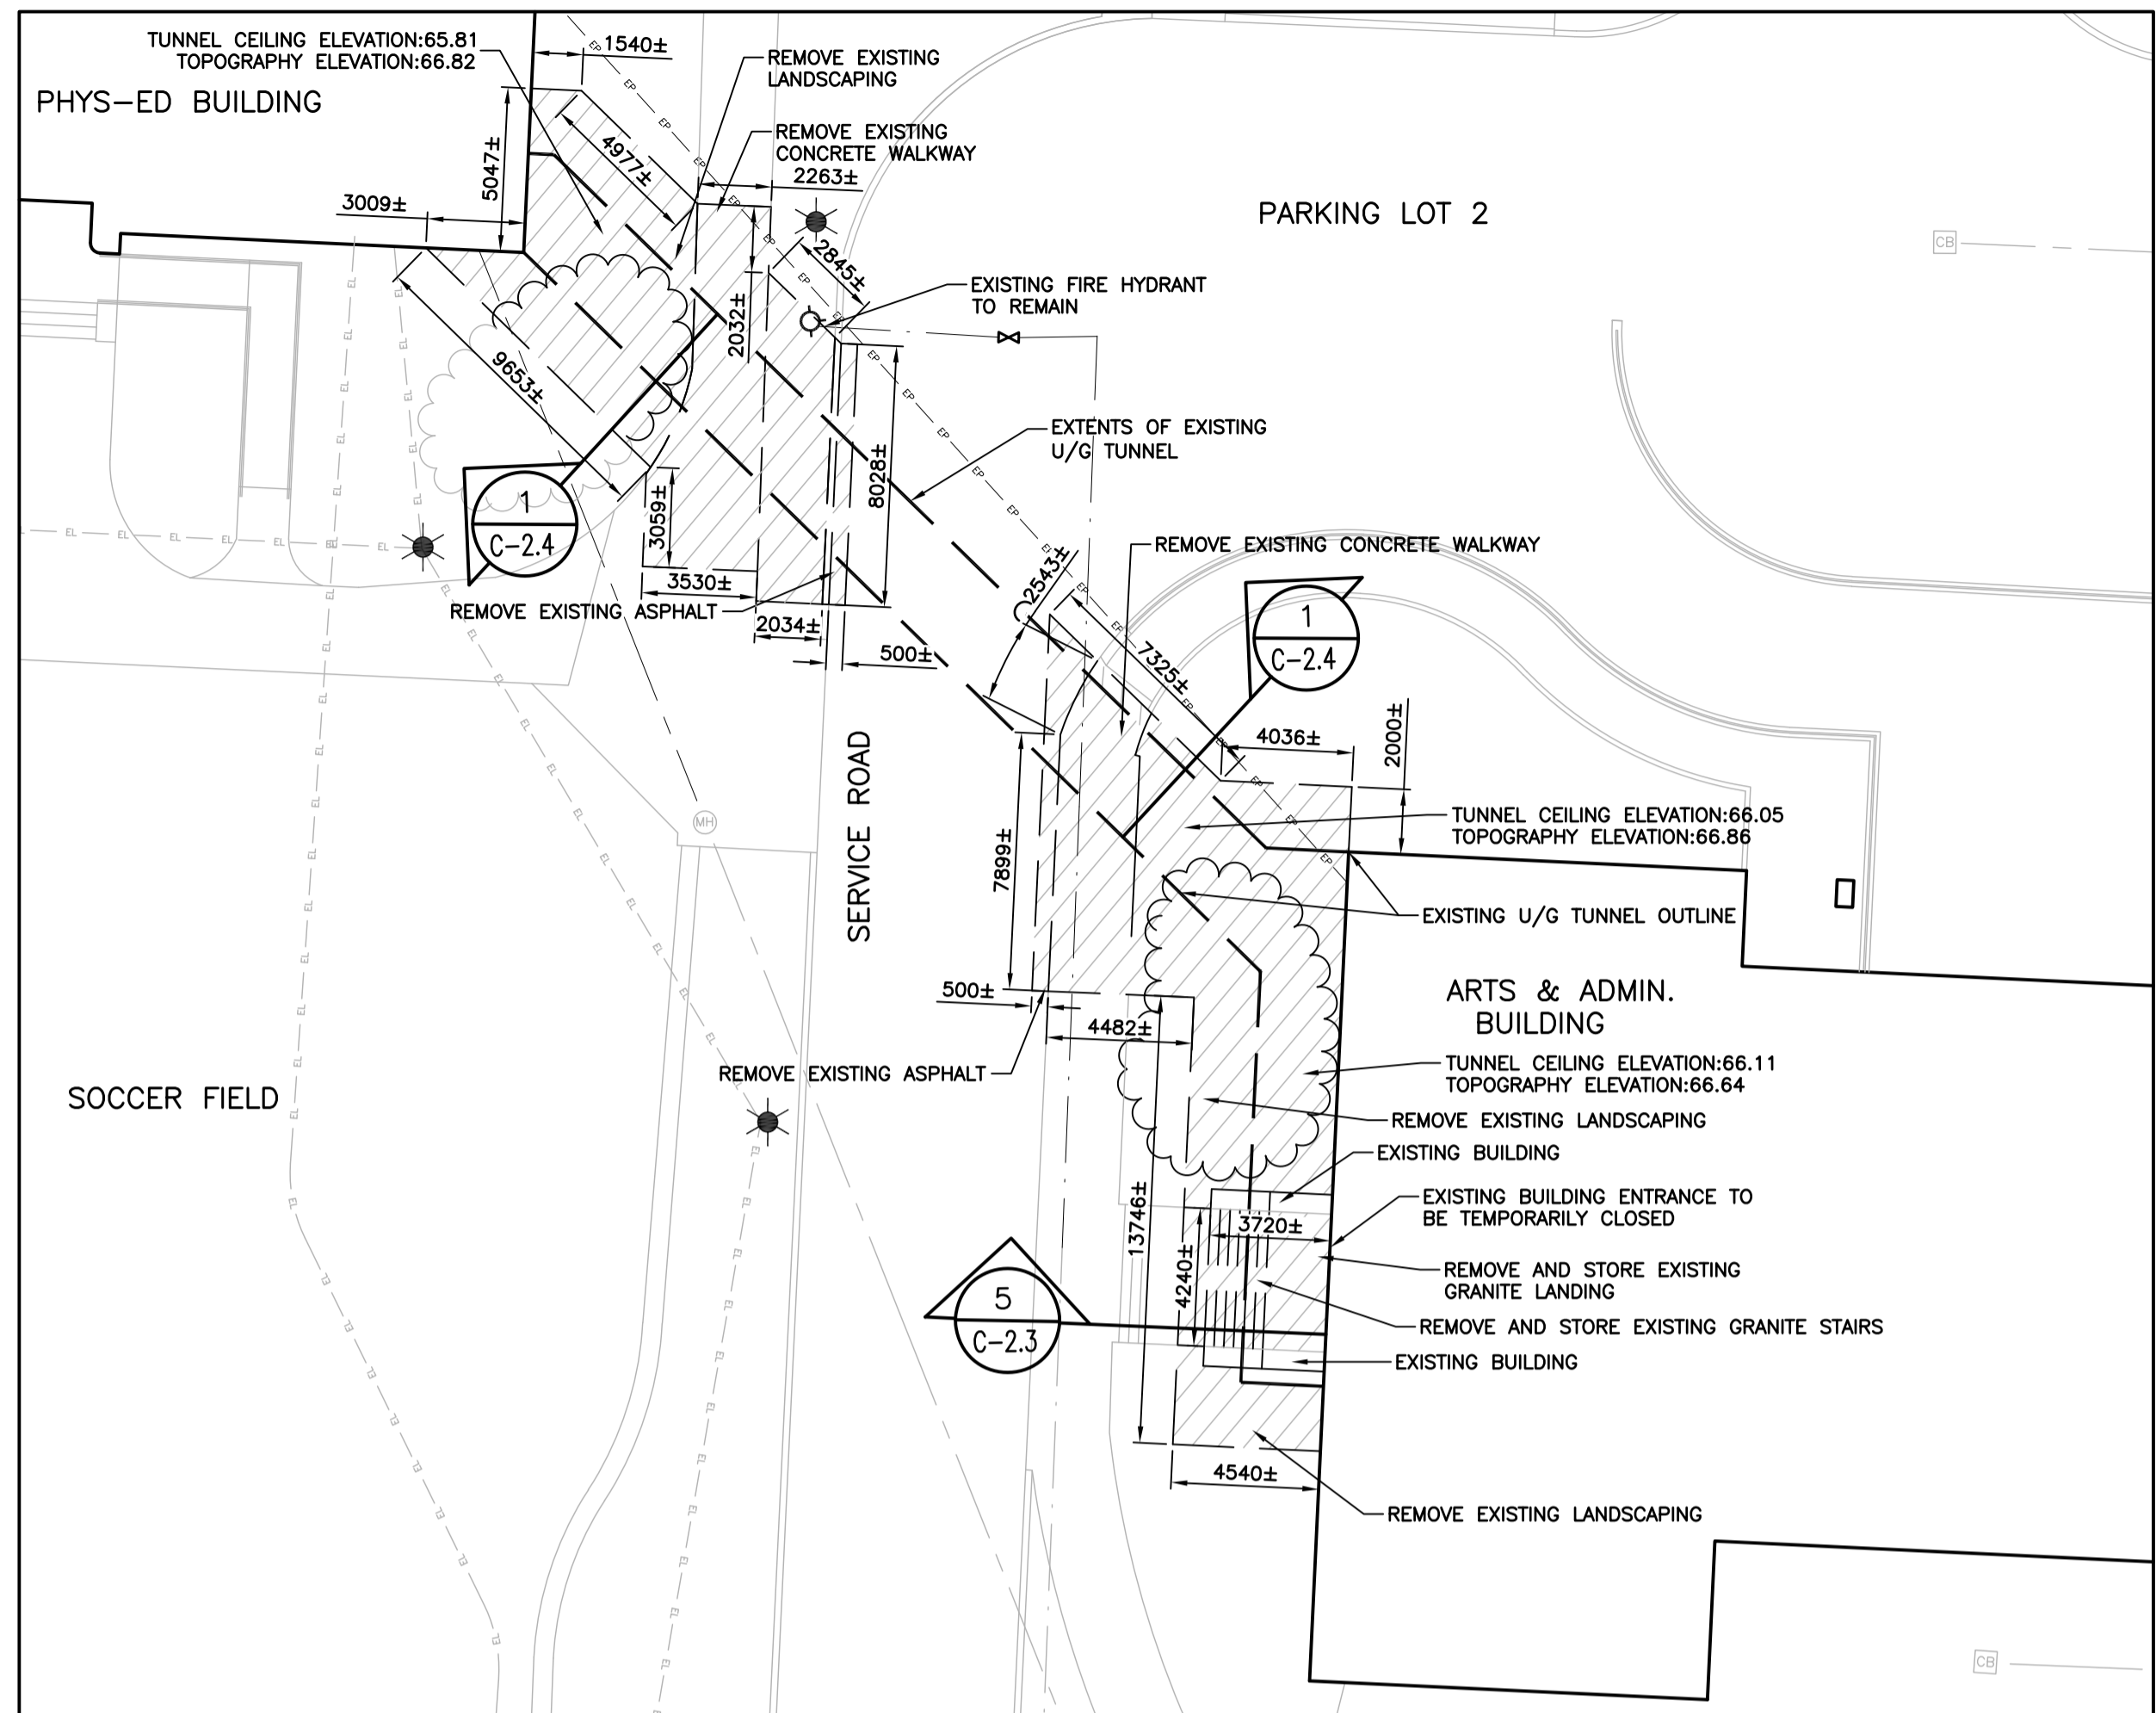 TUNNEL CEILING ELEVATION:65.81
TOPOGRAPHY ELEVATION:66.82
PHYS-ED BUILDING
1540±
REMOVE EXISTING
LANDSCAPING
REMOVE EXISTING
CONCRETE WALKWAY
5047±
4977±
2263±
3009±
PARKING LOT 2
CB
2845±
2032±
EXISTING FIRE HYDRANT
TO REMAIN
9653±
EXTENTS OF EXISTING
U/G TUNNEL
8028±
3059±
1
C-2.4
REMOVE EXISTING CONCRETE WALKWAY
3530±
REMOVE EXISTING ASPHALT
2034±
500±
2543±
1
C-2.4
7325±
4036±
2000±
SERVICE ROAD
MH
TUNNEL CEILING ELEVATION:66.05
TOPOGRAPHY ELEVATION:66.86
7899±
EXISTING U/G TUNNEL OUTLINE
500±
4482±
ARTS & ADMIN.
BUILDING
REMOVE EXISTING ASPHALT
TUNNEL CEILING ELEVATION:66.11
TOPOGRAPHY ELEVATION:66.64
SOCCER FIELD
REMOVE EXISTING LANDSCAPING
EXISTING BUILDING
EXISTING BUILDING ENTRANCE TO
BE TEMPORARILY CLOSED
13746±
3720±
4240±
REMOVE AND STORE EXISTING
GRANITE LANDING
5
C-2.3
REMOVE AND STORE EXISTING GRANITE STAIRS
EXISTING BUILDING
4540±
REMOVE EXISTING LANDSCAPING
CB
EL
EP